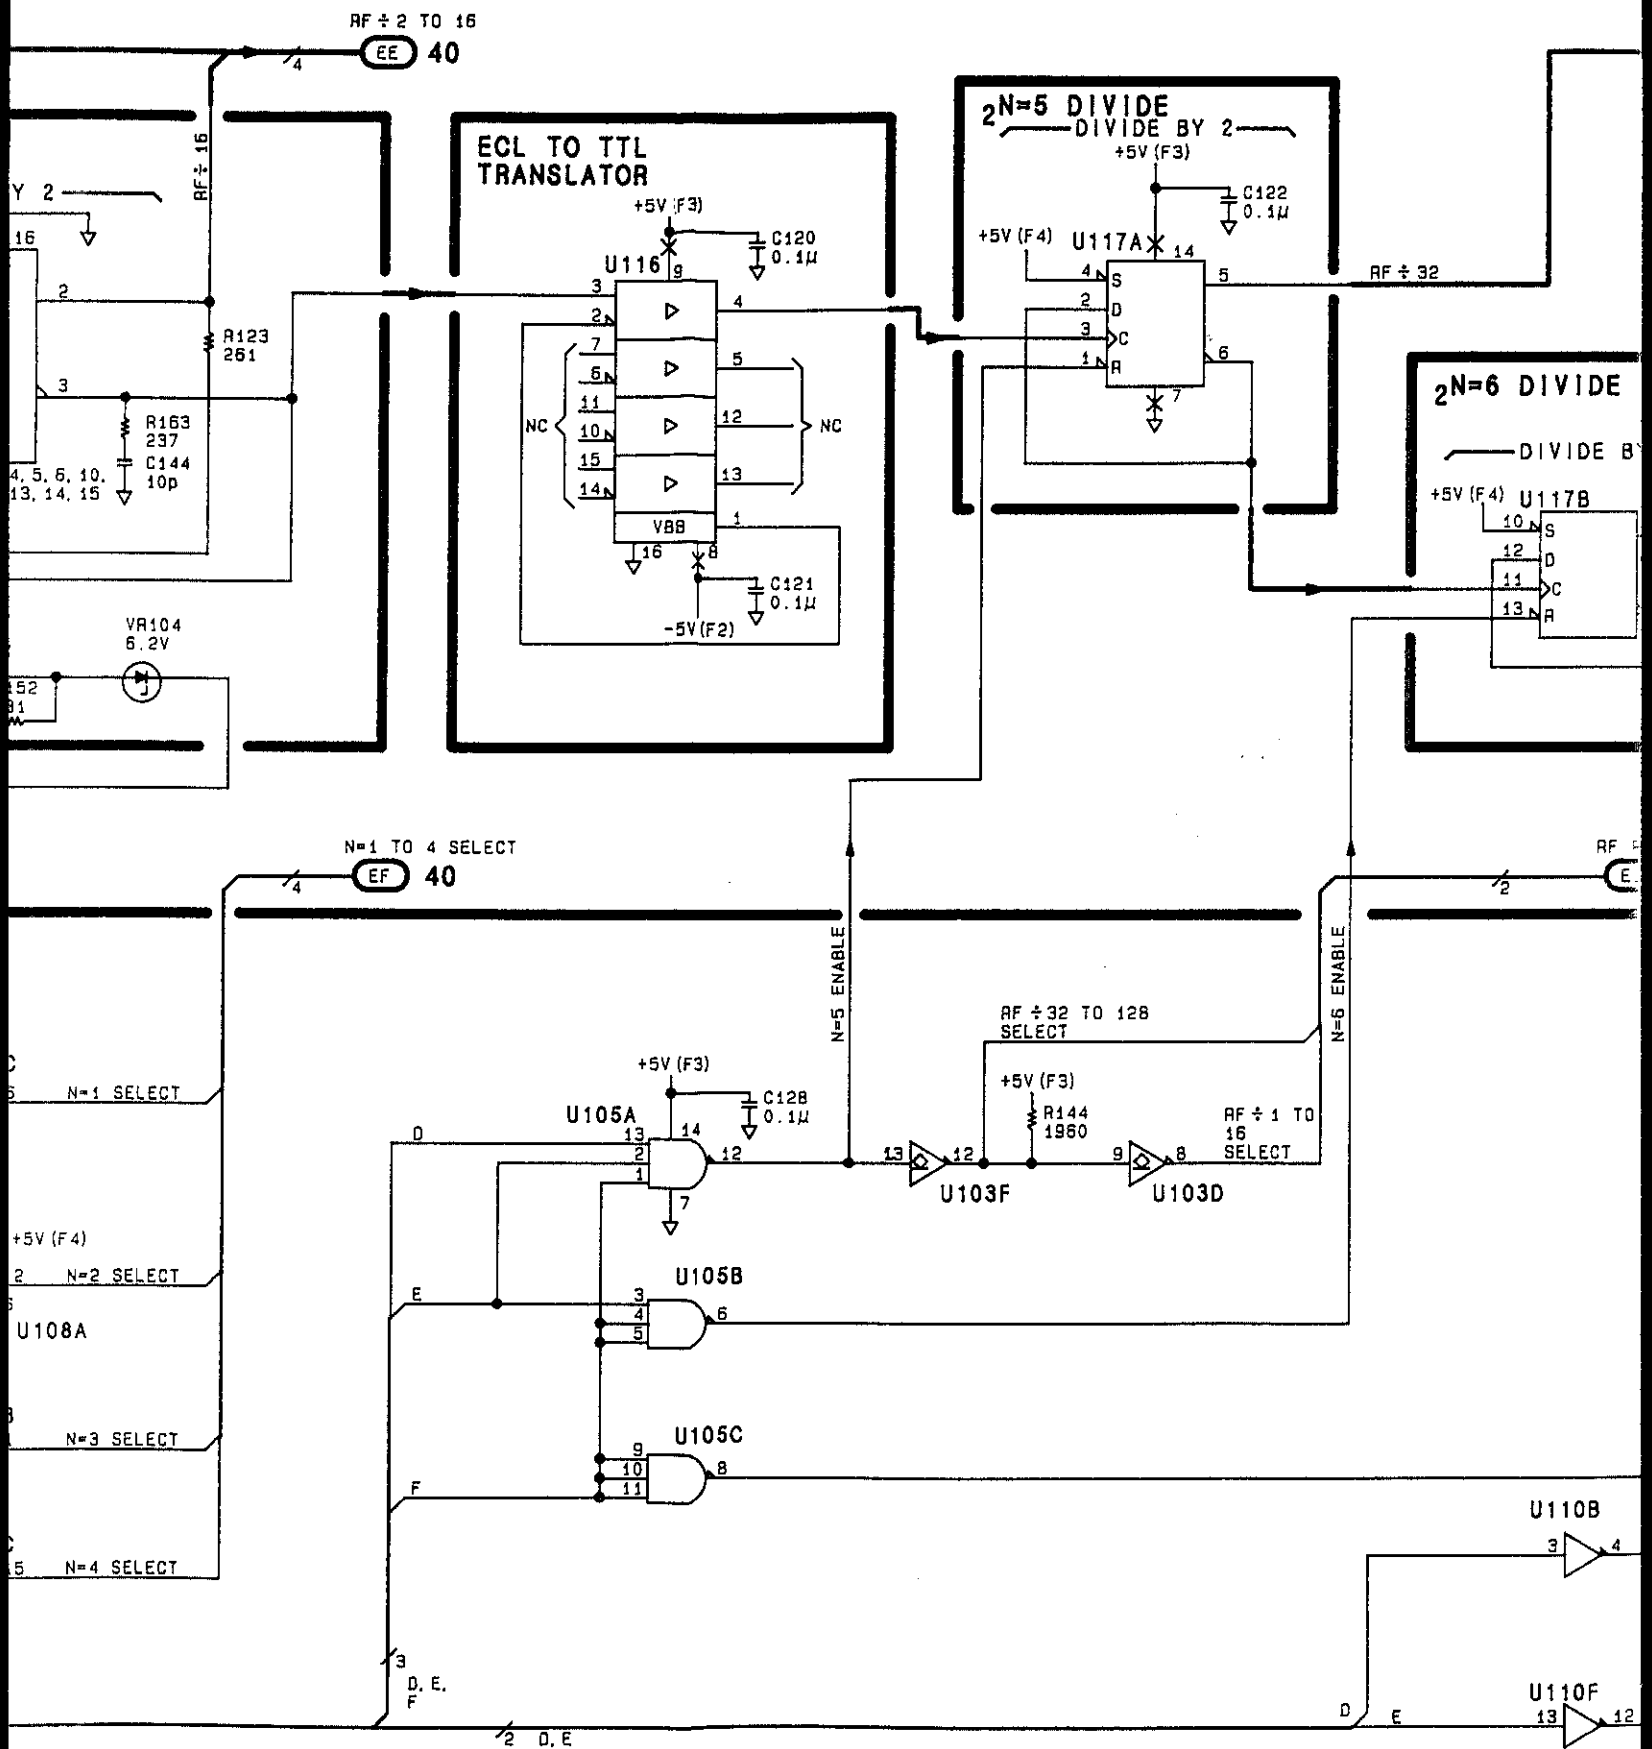 RF ÷ 2 TO 16
4
EE 40
RF ÷ 16
Y 2
16
2
R123
261
3
R163
237
C144
10p
4, 5, 6, 10,
13, 14, 15
VR104
6.2V
152
ECL TO TTL
TRANSLATOR
+5V (F3)
C120
0.1µ
U116
9
3
4
2
7
5
6
11
12
10
NC
NC
15
13
14
VBB
1
16
8
C121
0.1µ
-5V (F2)
2N=5 DIVIDE
DIVIDE BY 2
+5V (F3)
C122
0.1µ
+5V (F4)
U117A
14
4
S
5
RF ÷ 32
2
D
3
C
1
R
6
7
2N=6 DIVIDE
DIVIDE B
+5V (F4)
U117B
10
S
12
D
11
C
13
R
N=1 TO 4 SELECT
4
EF 40
RF
2
E
N=5 ENABLE
N=6 ENABLE
RF ÷ 32 TO 128
SELECT
+5V (F3)
C128
0.1µ
U105A
14
D
13
2
1
12
7
+5V (F3)
R144
1960
RF ÷ 1 TO
16
SELECT
13
12
U103F
9
8
U103D
N=1 SELECT
+5V (F4)
2
N=2 SELECT
U108A
N=3 SELECT
5
N=4 SELECT
U105B
E
3
4
5
6
U105C
9
10
11
8
F
U110B
3
4
3
D, E,
F
2
D, E
D
E
U110F
13
12